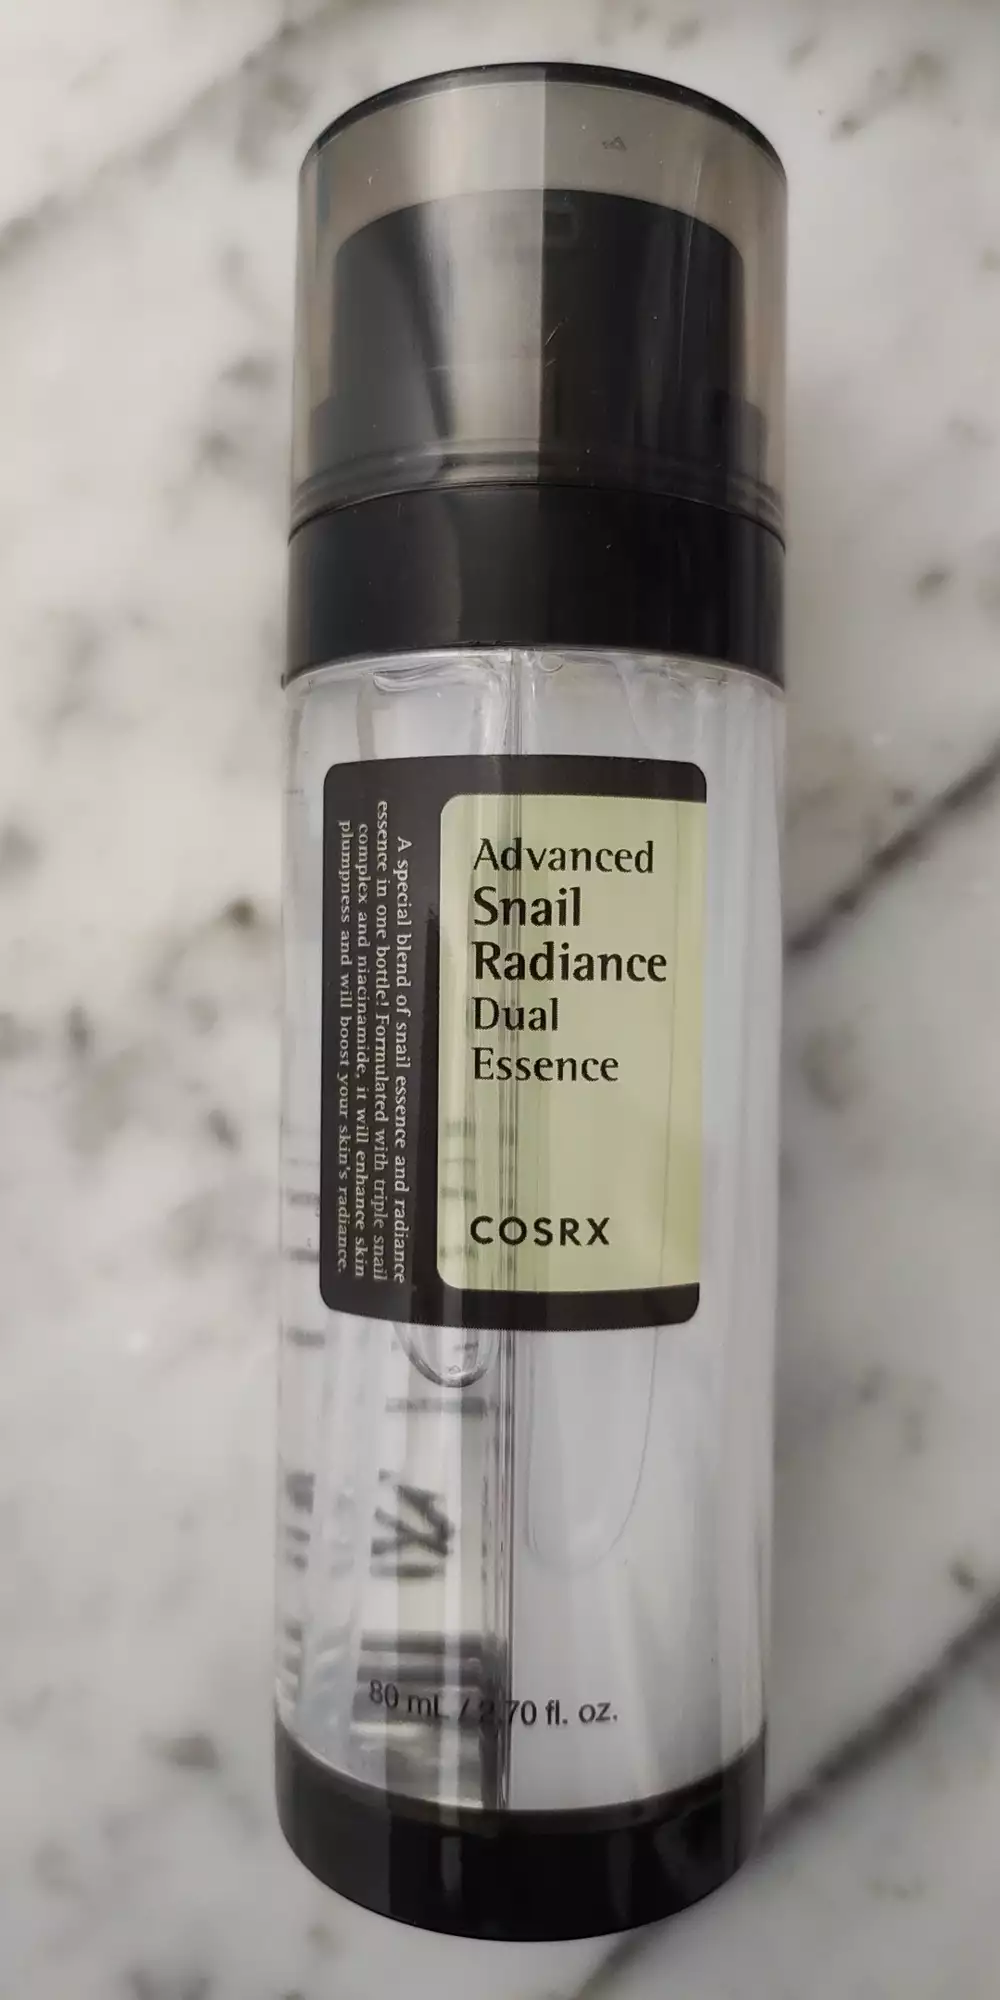 Advanced
Snail
Radiance
Dual
Essence
COSRX
A special blend of snail essence and radiance
essence in one bottle! Formulated with triple snail
complex and niacinamide, it will enhance skin
plumpness and will boost your skin's radiance.
80 mL / 2.70 fl. oz.